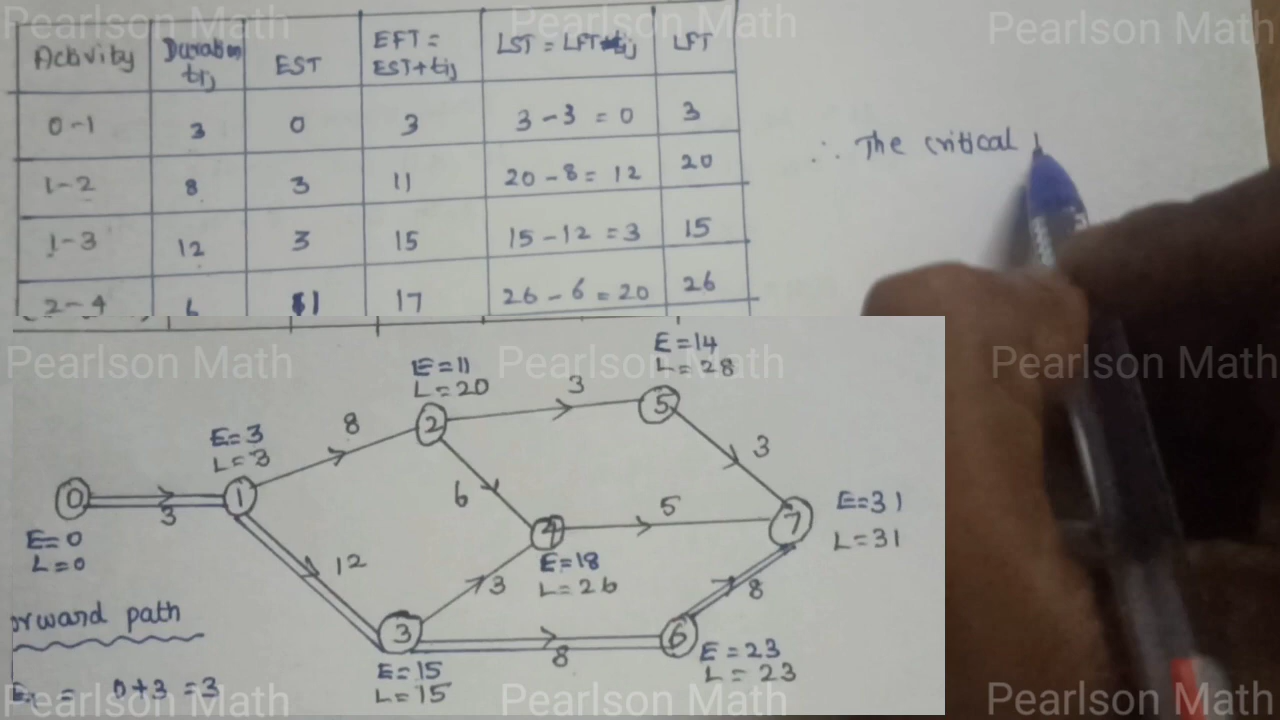 Pearlson Math Pearlson Math Pearlson Math
Activity Duration tij EST EFT = EST+tij LST = LFT-tij LFT
0-1 3 0 3 3-3 = 0 3
1-2 8 3 11 20-8 = 12 20
1-3 12 3 15 15-12 = 3 15
2-4 6 11 17 26-6 = 20 26
∴ The critical
Pearlson Math Pearlson Math Pearlson Math
E=14
L=28
E=11
L=20
3
5
2
8
3
E=3
L=3
6
0
3
1
4
5
7
E=31
L=31
E=0
L=0
12
E=18
L=26
3
8
orward path
3
8
6
E=23
L=23
E=15
L=15
E1 = 0+3 = 3
Pearlson Math Pearlson Math Pearlson Math